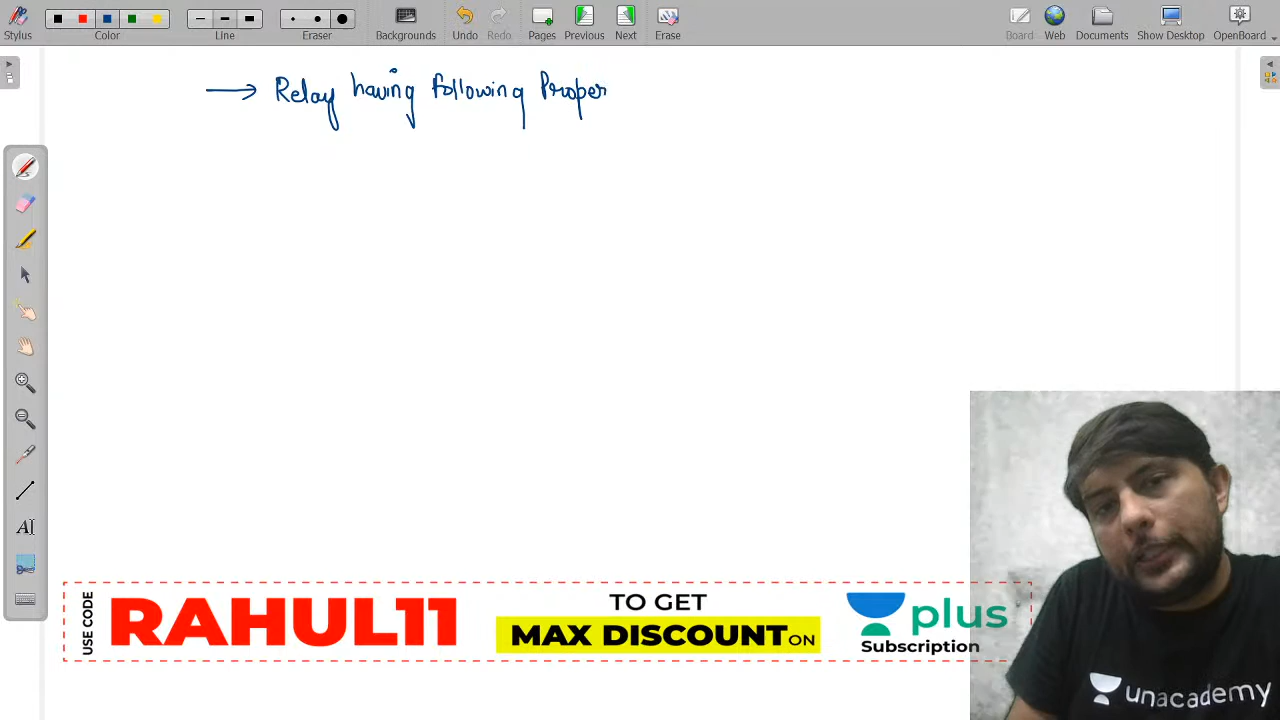 Stylus
Color
Line
Eraser
Backgrounds
Undo
Redo
Pages
Previous
Next
Erase
Board
Web
Documents
Show Desktop
OpenBoard
→ Relay having following Proper
AI
USE CODE
RAHUL11
TO GET
MAX DISCOUNT ON
plus
Subscription
unacademy